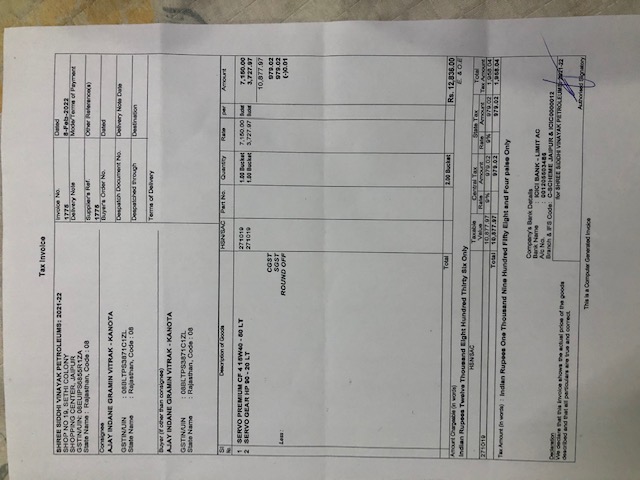 Tax Invoice
SHREE SIDDHI VINAYAK PETROLEUMS: 2021-22
SHOP NO 19, SETHI COLONY
SHOPPING CENTER, JAIPUR
GSTIN/UIN: 08EUIPS6855R1ZA
State Name : Rajasthan, Code : 08
Invoice No. Dated
1775 8-Feb-2022
Delivery Note Mode/Terms of Payment
Supplier's Ref. Other Reference(s)
1775
Consignee
AJAY INDANE GRAMIN VITRAK - KANOTA
GSTIN/UIN : 08BLTPS3871C1ZL
State Name : Rajasthan, Code : 08
Buyer's Order No. Dated
Despatch Document No. Delivery Note Date
Despatched through Destination
Terms of Delivery
Buyer (if other than consignee)
AJAY INDANE GRAMIN VITRAK - KANOTA
GSTIN/UIN : 08BLTPS3871C1ZL
State Name : Rajasthan, Code : 08
Sl No. Description of Goods HSN/SAC Part No. Quantity Rate per Amount
1 SERVO PREMIUM CF 4 15W40 - 50 LT 271019 1.00 Bucket 7,150.00 Bucket 7,150.00
2 SERVO GEAR HP 90 - 20 LT 271019 1.00 Bucket 3,727.97 Bucket 3,727.97
10,877.97
CGST 979.02
SGST 979.02
Less : ROUND OFF (-)0.01
Total 2.00 Bucket Rs. 12,836.00
Amount Chargeable (in words) E. & O.E
Indian Rupees Twelve Thousand Eight Hundred Thirty Six Only
HSN/SAC Taxable Value Central Tax State Tax Total
Rate Amount Rate Amount Tax Amount
271019 10,877.97 9% 979.02 9% 979.02 1,958.04
Total 10,877.97 979.02 979.02 1,958.04
Tax Amount (in words) : Indian Rupees One Thousand Nine Hundred Fifty Eight and Four paise Only
Company's Bank Details
Bank Name : ICICI BANK - LIMIT AC
A/c No. : 001205503486
Branch & IFS Code: C-SCHEME JAIPUR & ICIC0000012
Declaration
We declare that this invoice shows the actual price of the goods
described and that all particulars are true and correct.
for SHREE SIDDHI VINAYAK PETROLEUMS: 2021-22
Authorised Signatory
This is a Computer Generated Invoice